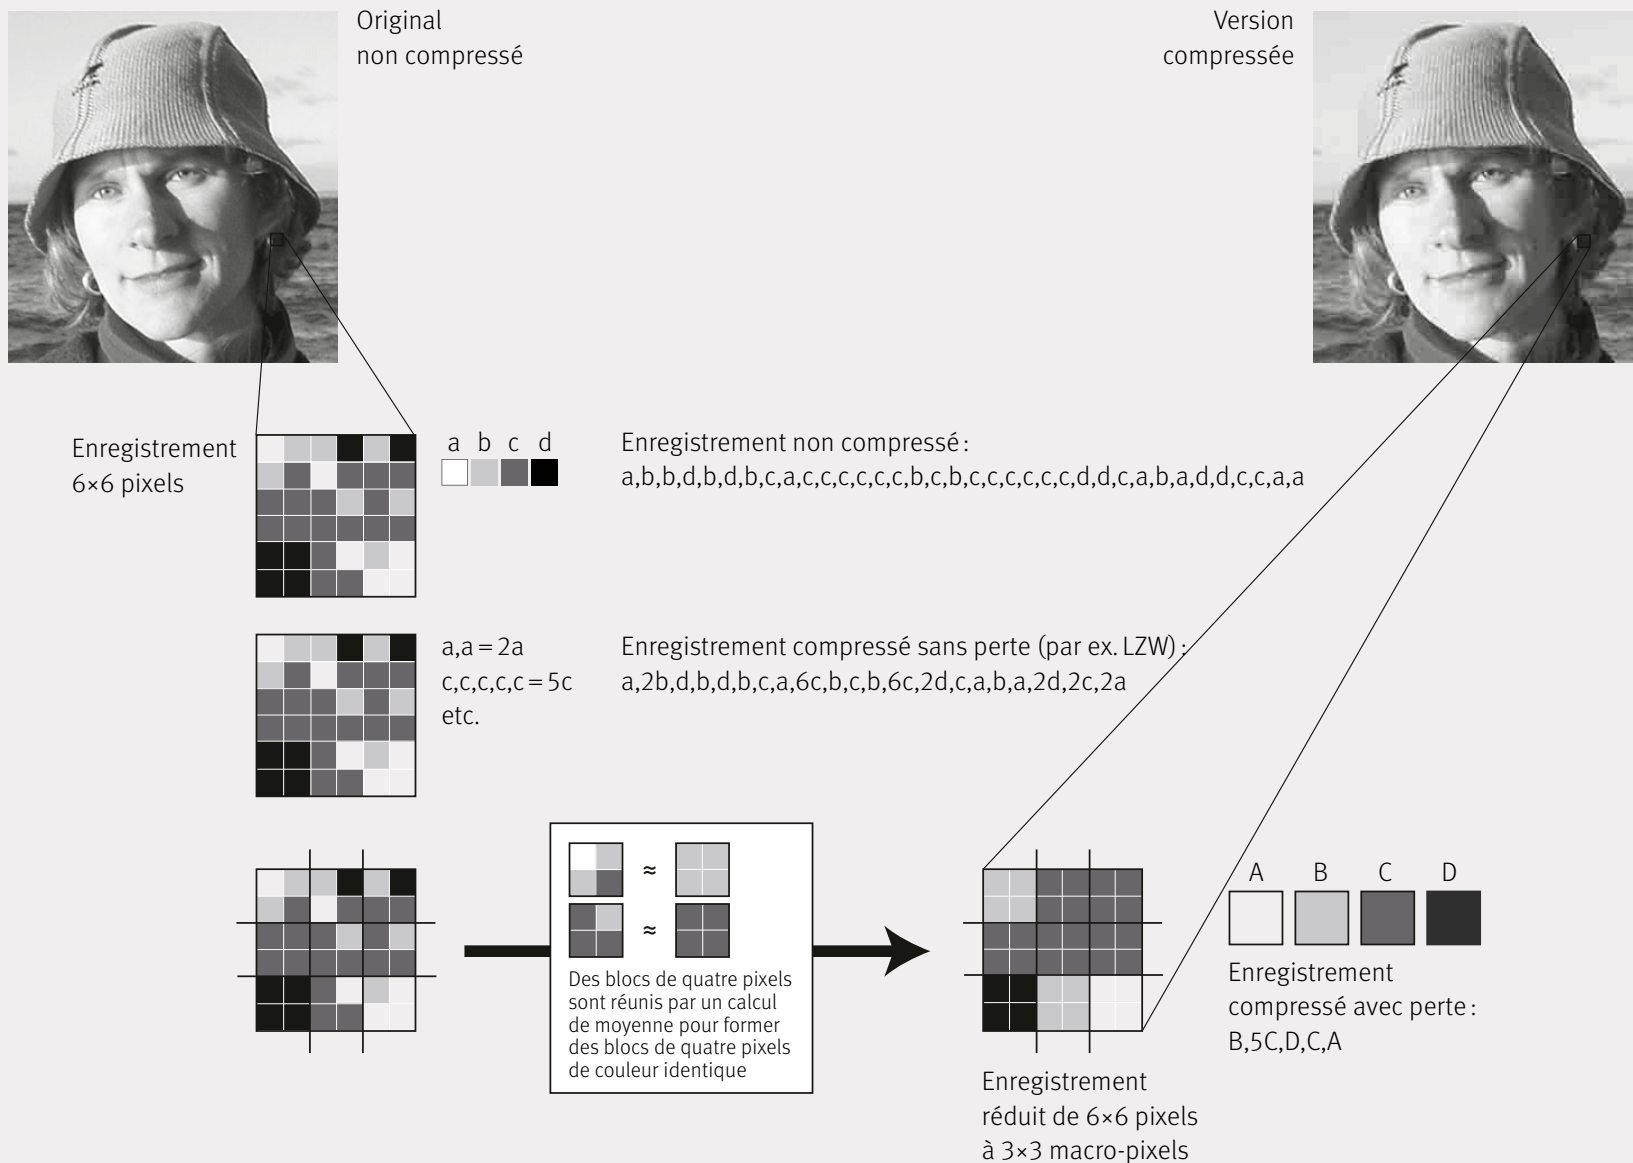 Original
non compressé
Version
compressée
Enregistrement
6×6 pixels
a b c d
Enregistrement non compressé :
a,b,b,d,b,d,b,c,a,c,c,c,c,c,c,b,c,b,c,c,c,c,c,c,d,d,c,a,b,a,d,d,c,c,a,a
a,a = 2a
c,c,c,c,c = 5c
etc.
Enregistrement compressé sans perte (par ex. LZW) :
a,2b,d,b,d,b,c,a,6c,b,c,b,6c,2d,c,a,b,a,2d,2c,2a
≈
≈
Des blocs de quatre pixels
sont réunis par un calcul
de moyenne pour former
des blocs de quatre pixels
de couleur identique
A B C D
Enregistrement
compressé avec perte :
B,5C,D,C,A
Enregistrement
réduit de 6×6 pixels
à 3×3 macro-pixels